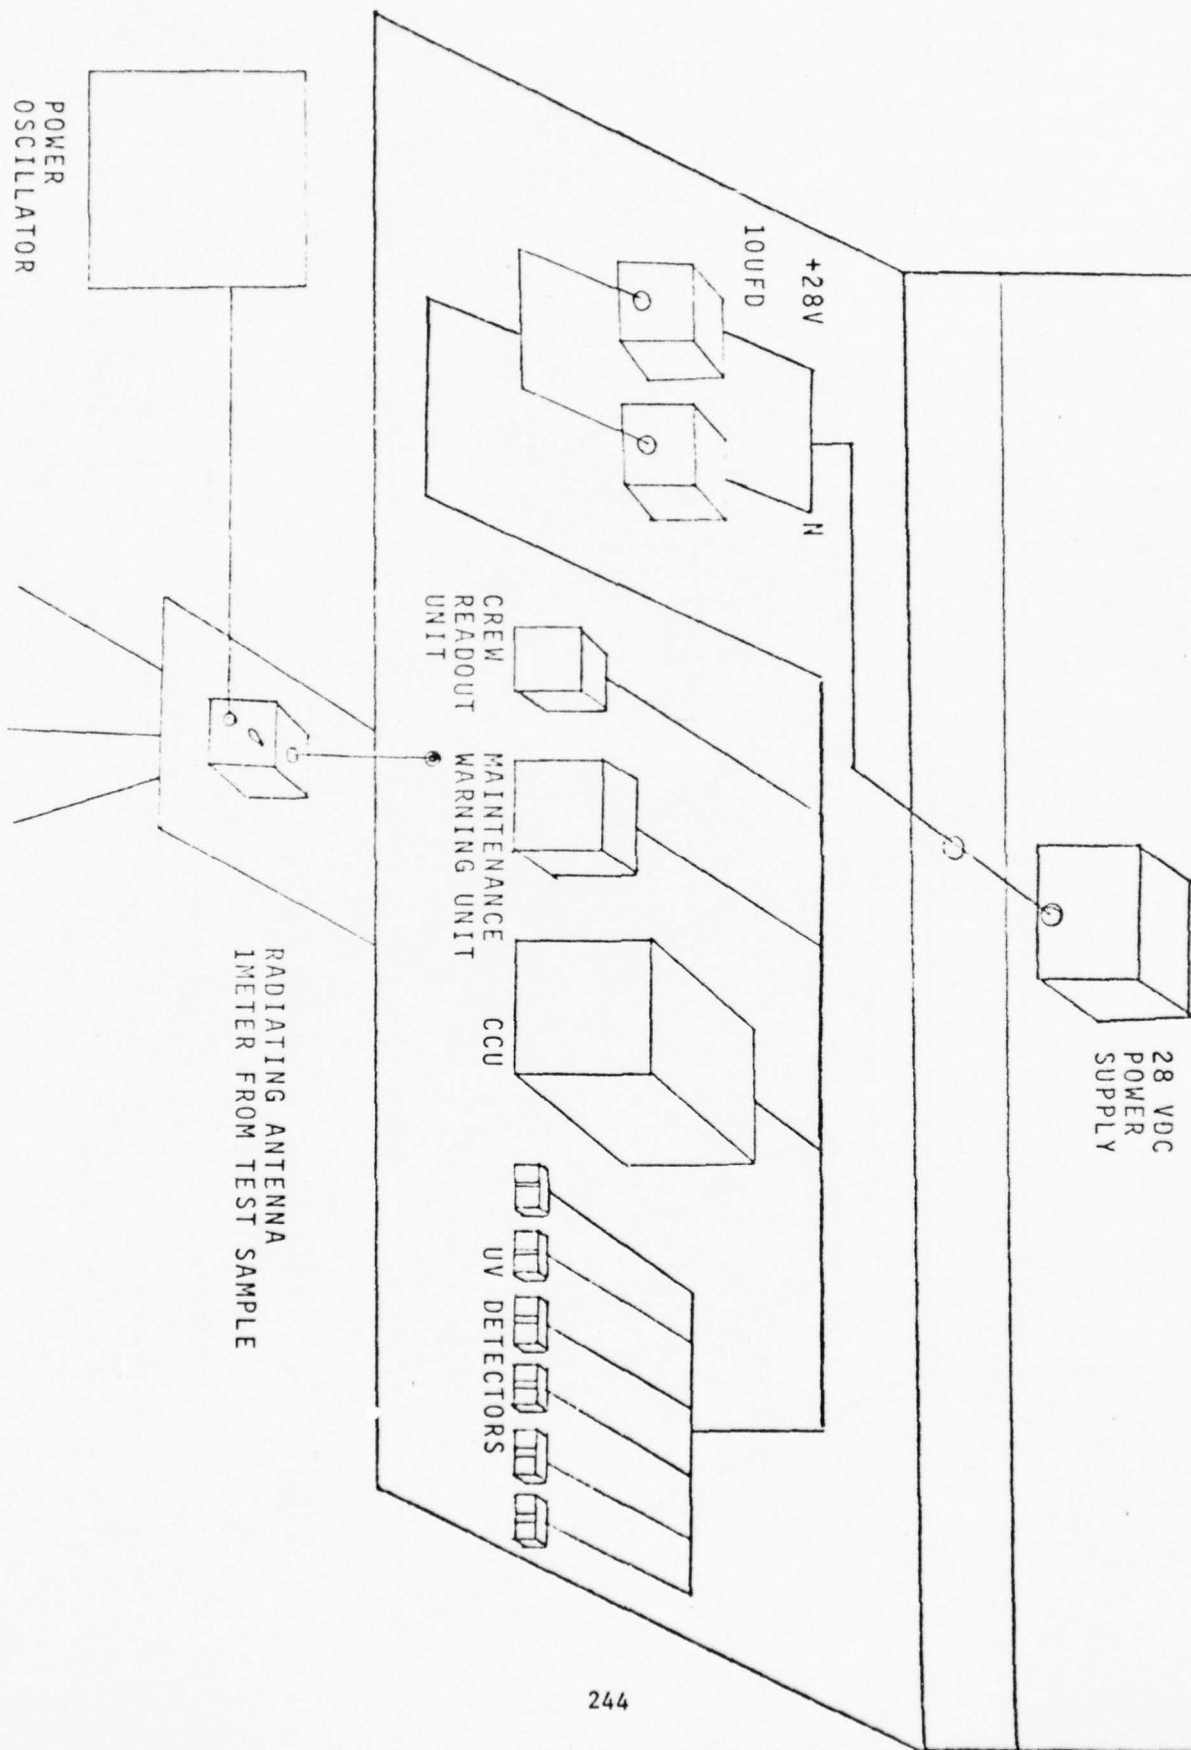 28 VDC
POWER
SUPPLY
+28V
10UFD
N
CREW
READOUT
UNIT
MAINTENANCE
WARNING UNIT
CCU
UV DETECTORS
POWER
OSCILLATOR
RADIATING ANTENNA
1METER FROM TEST SAMPLE
244